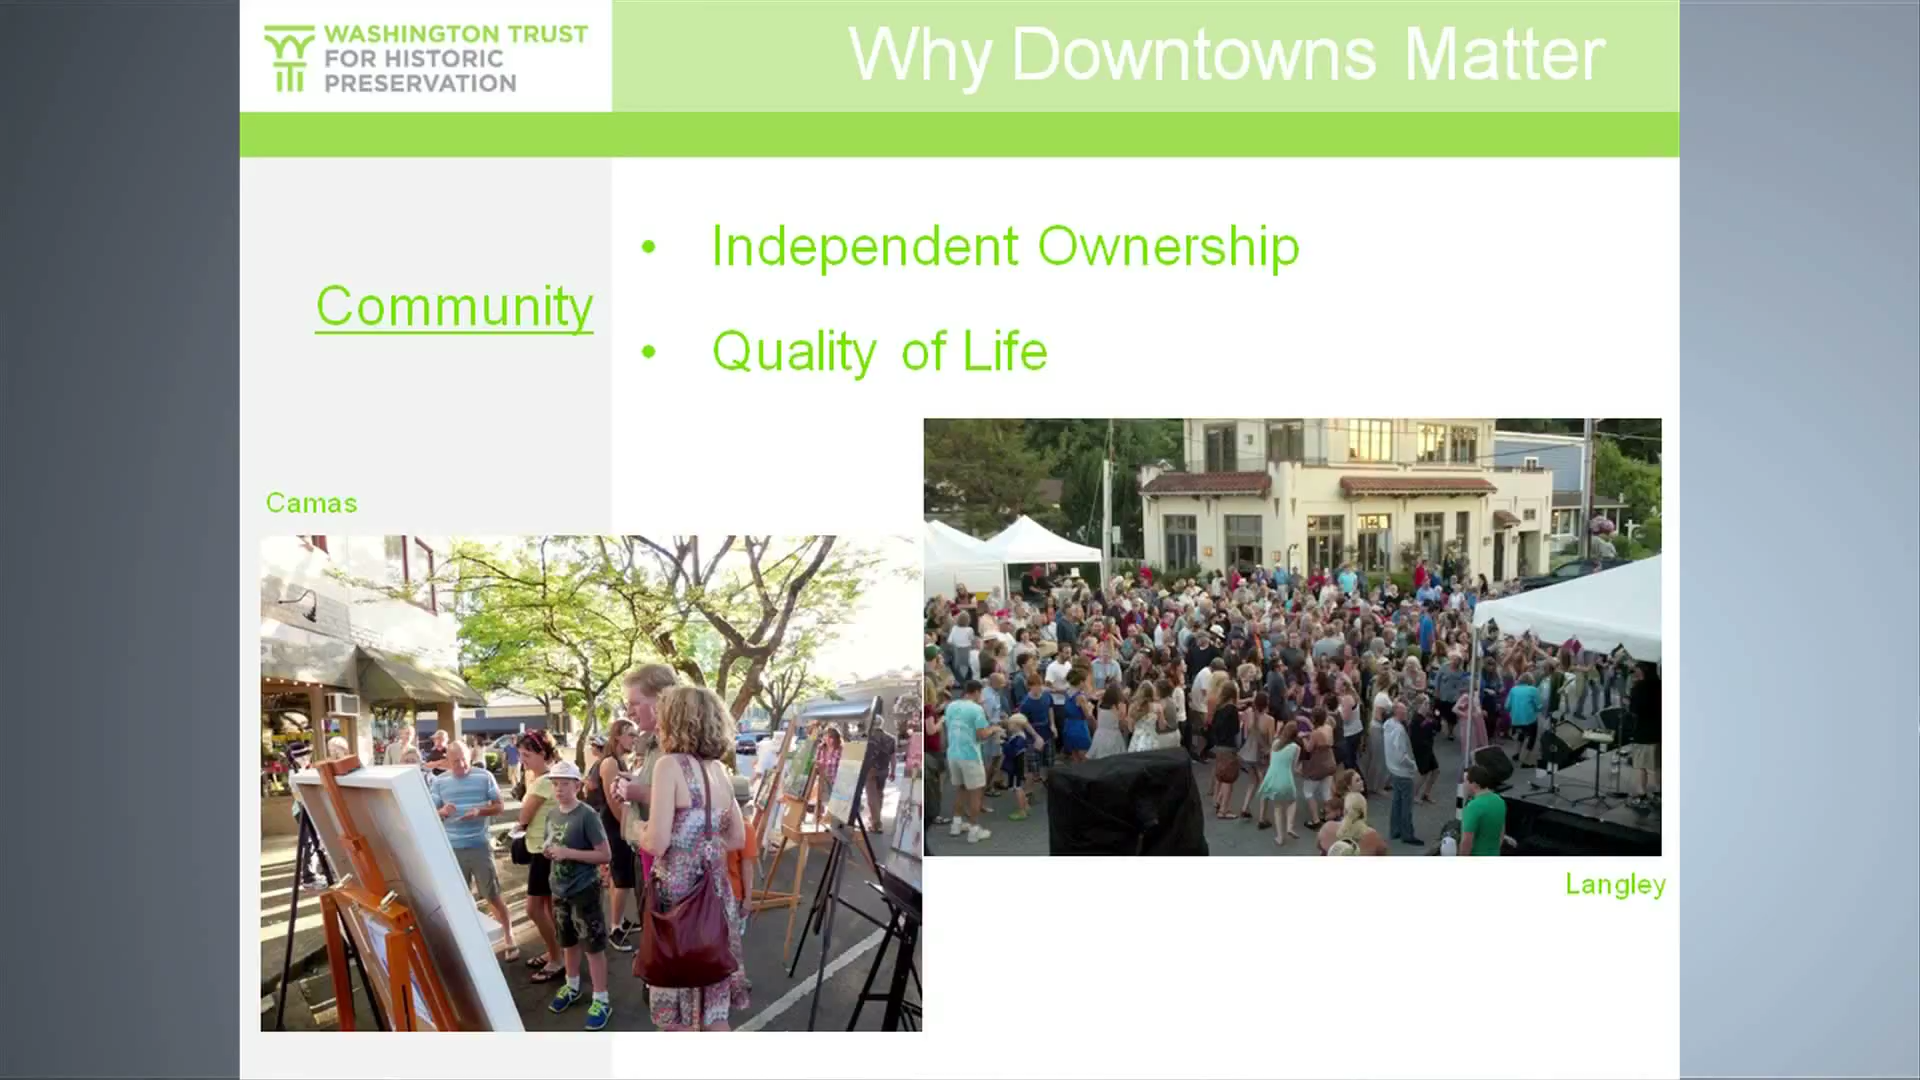 WASHINGTON TRUST
FOR HISTORIC
PRESERVATION
Why Downtowns Matter
Community
• Independent Ownership
• Quality of Life
Camas
Langley